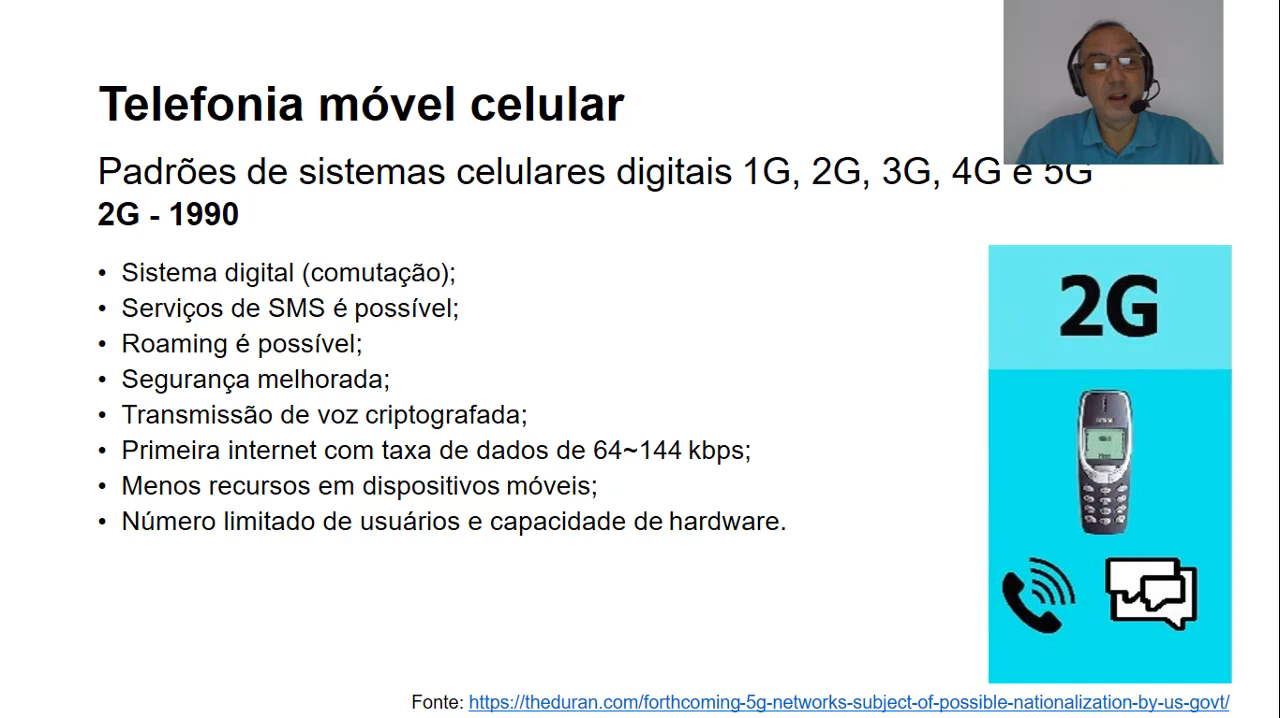 Telefonia móvel celular
Padrões de sistemas celulares digitais 1G, 2G, 3G, 4G e 5G
2G - 1990
• Sistema digital (comutação);
• Serviços de SMS é possível;
• Roaming é possível;
• Segurança melhorada;
• Transmissão de voz criptografada;
• Primeira internet com taxa de dados de 64~144 kbps;
• Menos recursos em dispositivos móveis;
• Número limitado de usuários e capacidade de hardware.
2G
Fonte: https://theduran.com/forthcoming-5g-networks-subject-of-possible-nationalization-by-us-govt/